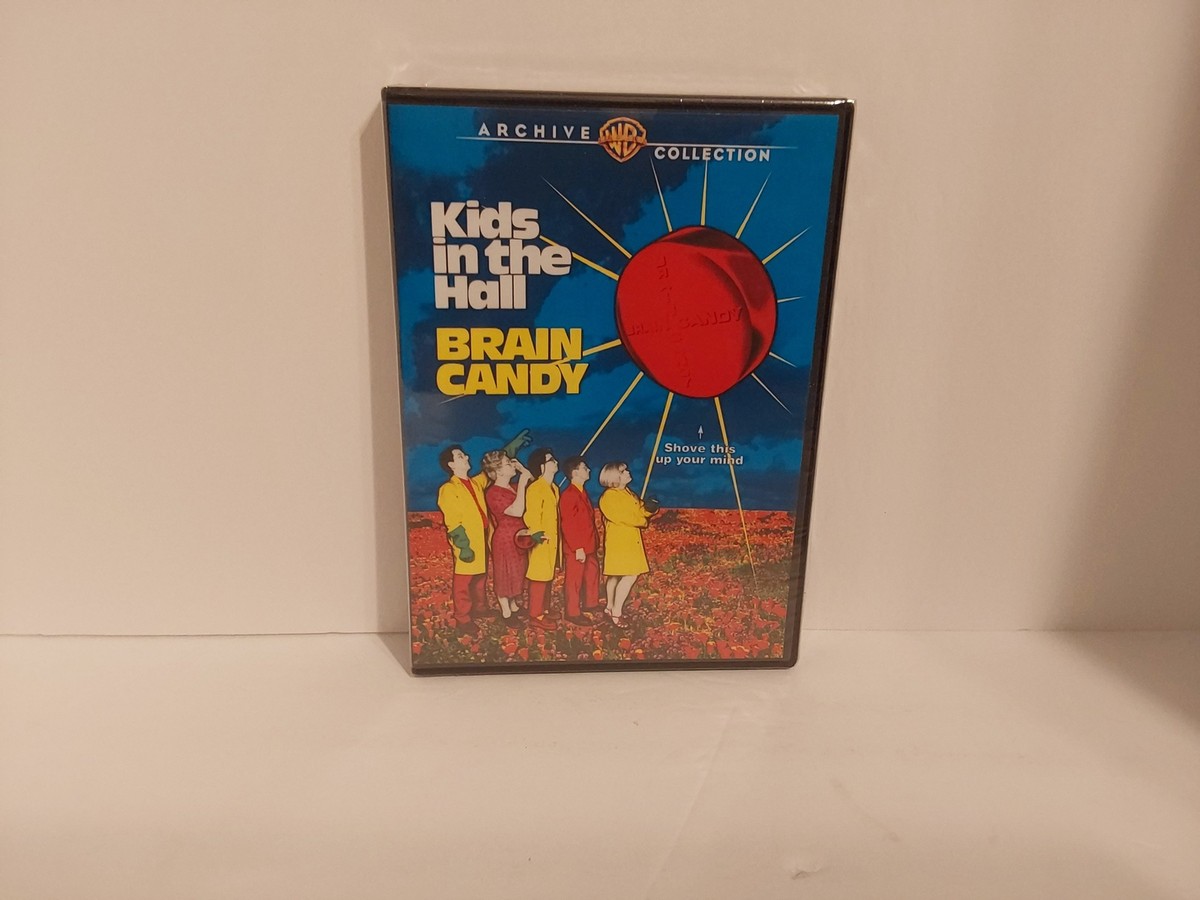 ARCHIVE WB
COLLECTION
Kids
in the
Hall
BRAIN
CANDY
BRAIN CANDY
Shove this
up your mind